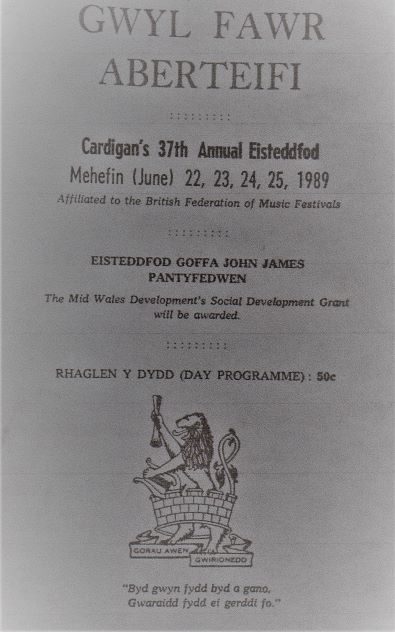 GWYL FAWR
ABERTEIFI
:::::::::
Cardigan's 37th Annual Eisteddfod
Mehefin (June) 22, 23, 24, 25, 1989
Affiliated to the British Federation of Music Festivals
:::::::::
EISTEDDFOD GOFFA JOHN JAMES
PANTYFEDWEN
The Mid Wales Development's Social Development Grant
will be awarded.
:::::::::
RHAGLEN Y DYDD (DAY PROGRAMME) : 50c
GORAU AWEN
GWIRIONEDD
"Byd gwyn fydd byd a gano,
Gwaraidd fydd ei gerddi fo."